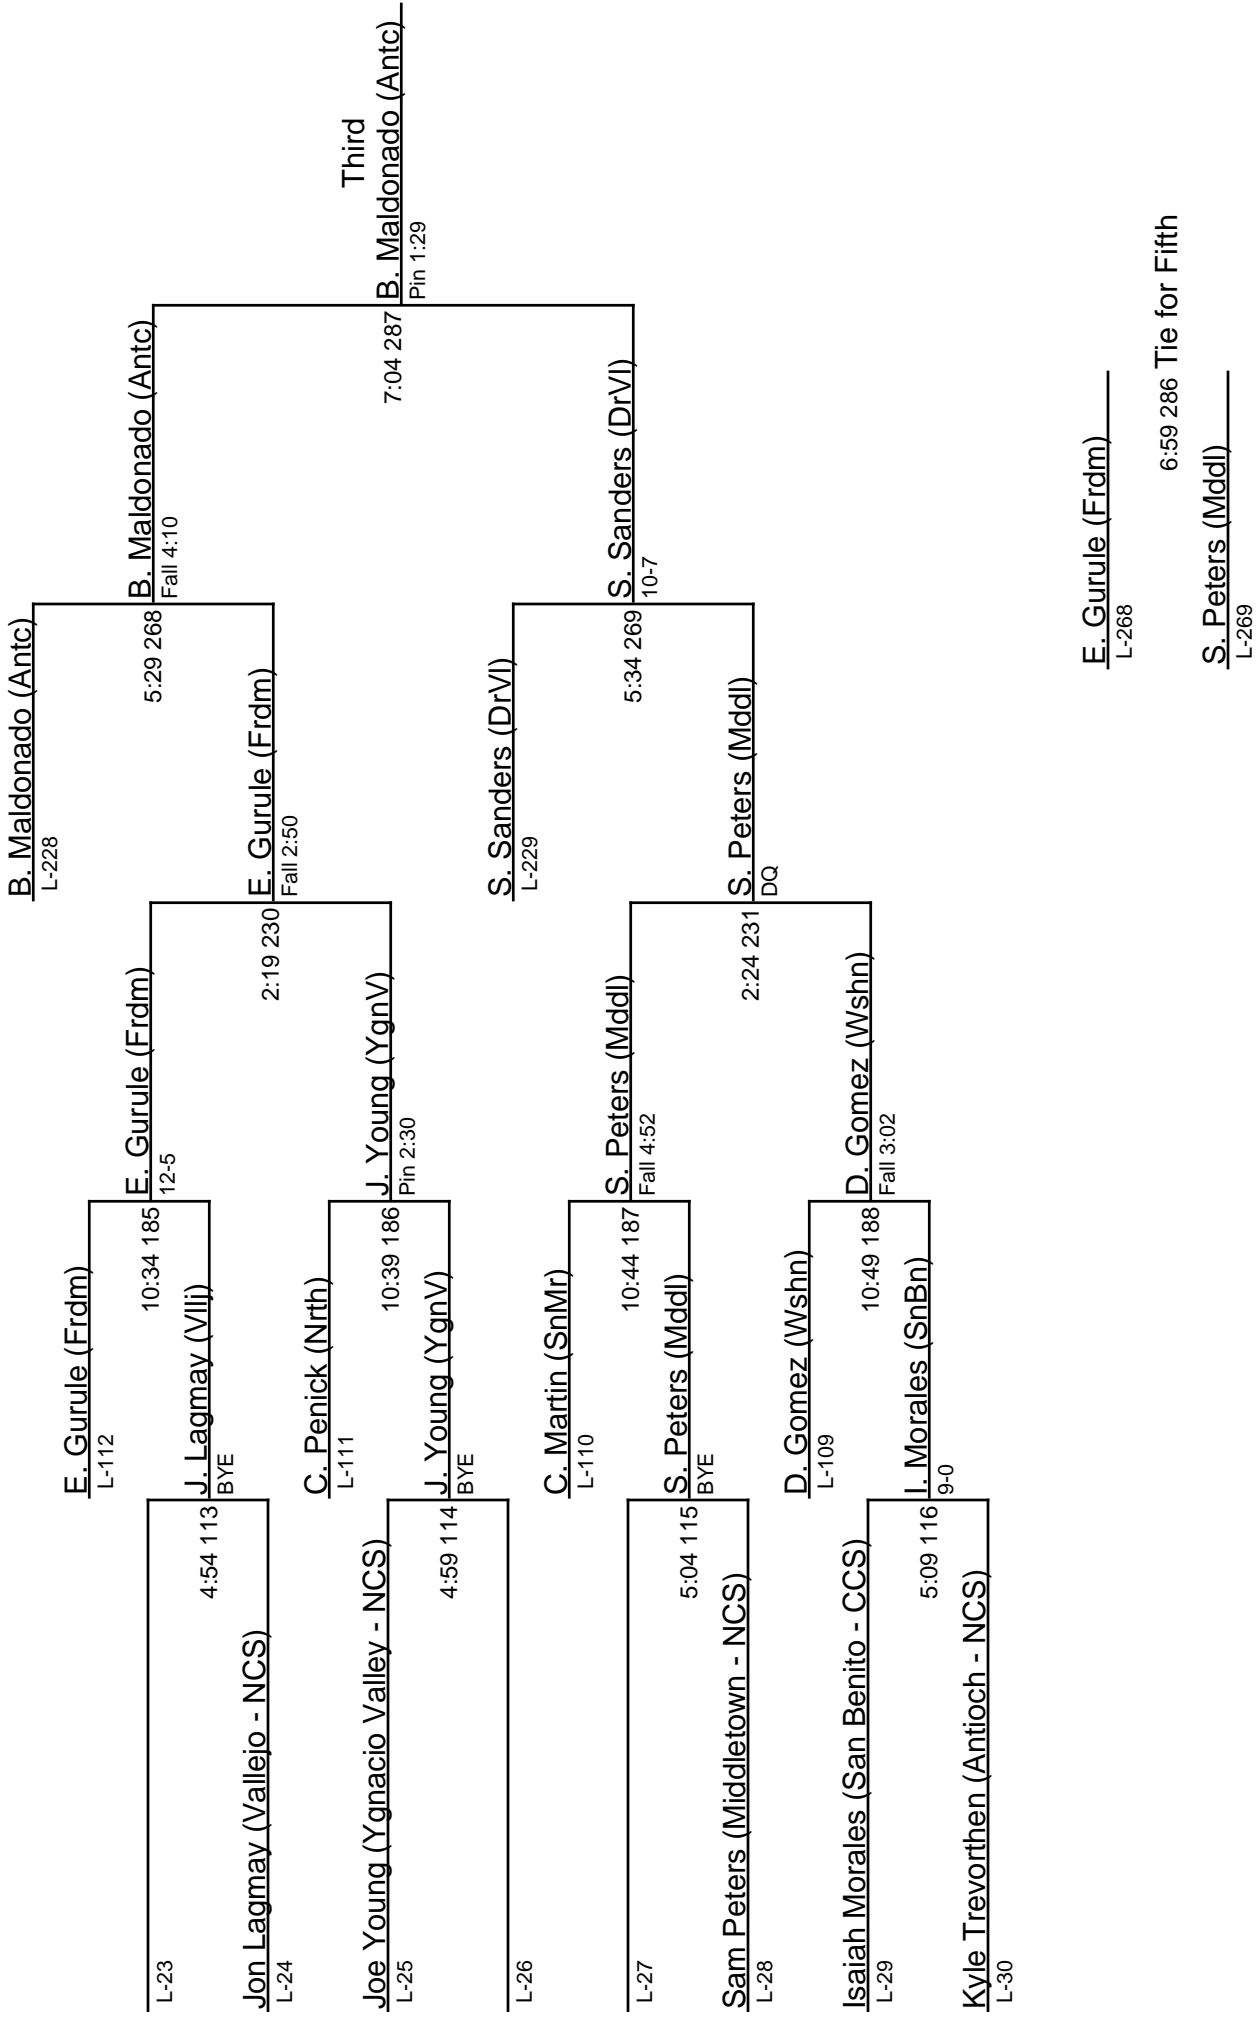 L-23
Jon Lagmay (Vallejo - NCS)
L-24
Joe Young (Ygnacio Valley - NCS)
L-25
L-26
L-27
Sam Peters (Middletown - NCS)
L-28
Isaiah Morales (San Benito - CCS)
L-29
Kyle Trevorthen (Antioch - NCS)
L-30
4:54 113
4:59 114
5:04 115
5:09 116
E. Gurule (Frdm)
L-112
J. Lagmay (Vllj)
BYE
C. Penick (Nrth)
L-111
J. Young (YgnV)
BYE
C. Martin (SnMr)
L-110
S. Peters (Mddl)
BYE
D. Gomez (Wshn)
L-109
I. Morales (SnBn)
9-0
10:34 185
10:39 186
10:44 187
10:49 188
E. Gurule (Frdm)
12-5
J. Young (YgnV)
Pin 2:30
S. Peters (Mddl)
Fall 4:52
D. Gomez (Wshn)
Fall 3:02
2:19 230
2:24 231
B. Maldonado (Antc)
L-228
E. Gurule (Frdm)
Fall 2:50
S. Sanders (DrVl)
L-229
S. Peters (Mddl)
DQ
5:29 268
5:34 269
B. Maldonado (Antc)
Fall 4:10
S. Sanders (DrVl)
10-7
7:04 287
Third
B. Maldonado (Antc)
Pin 1:29
E. Gurule (Frdm)
L-268
6:59 286 Tie for Fifth
S. Peters (Mddl)
L-269